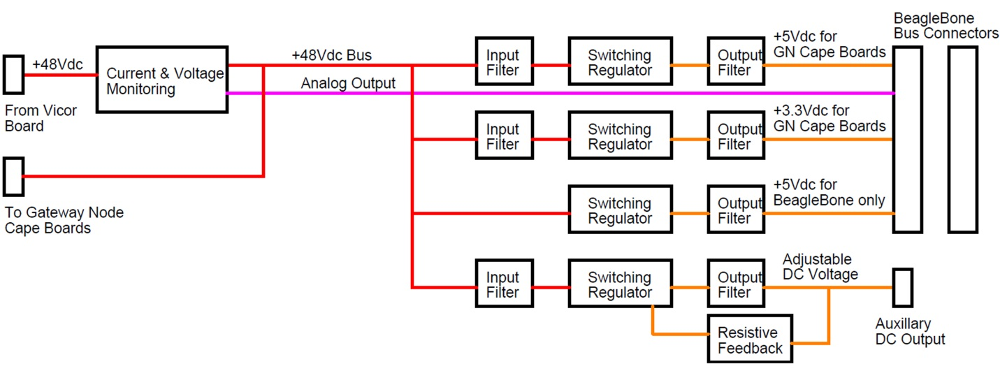 BeagleBone
Bus Connectors
+48Vdc
Current & Voltage
Monitoring
+48Vdc Bus
Analog Output
Input
Filter
Switching
Regulator
Output
Filter
+5Vdc for
GN Cape Boards
From Vicor
Board
Input
Filter
Switching
Regulator
Output
Filter
+3.3Vdc for
GN Cape Boards
To Gateway Node
Cape Boards
Switching
Regulator
Output
Filter
+5Vdc for
BeagleBone only
Input
Filter
Switching
Regulator
Output
Filter
Adjustable
DC Voltage
Resistive
Feedback
Auxillary
DC Output